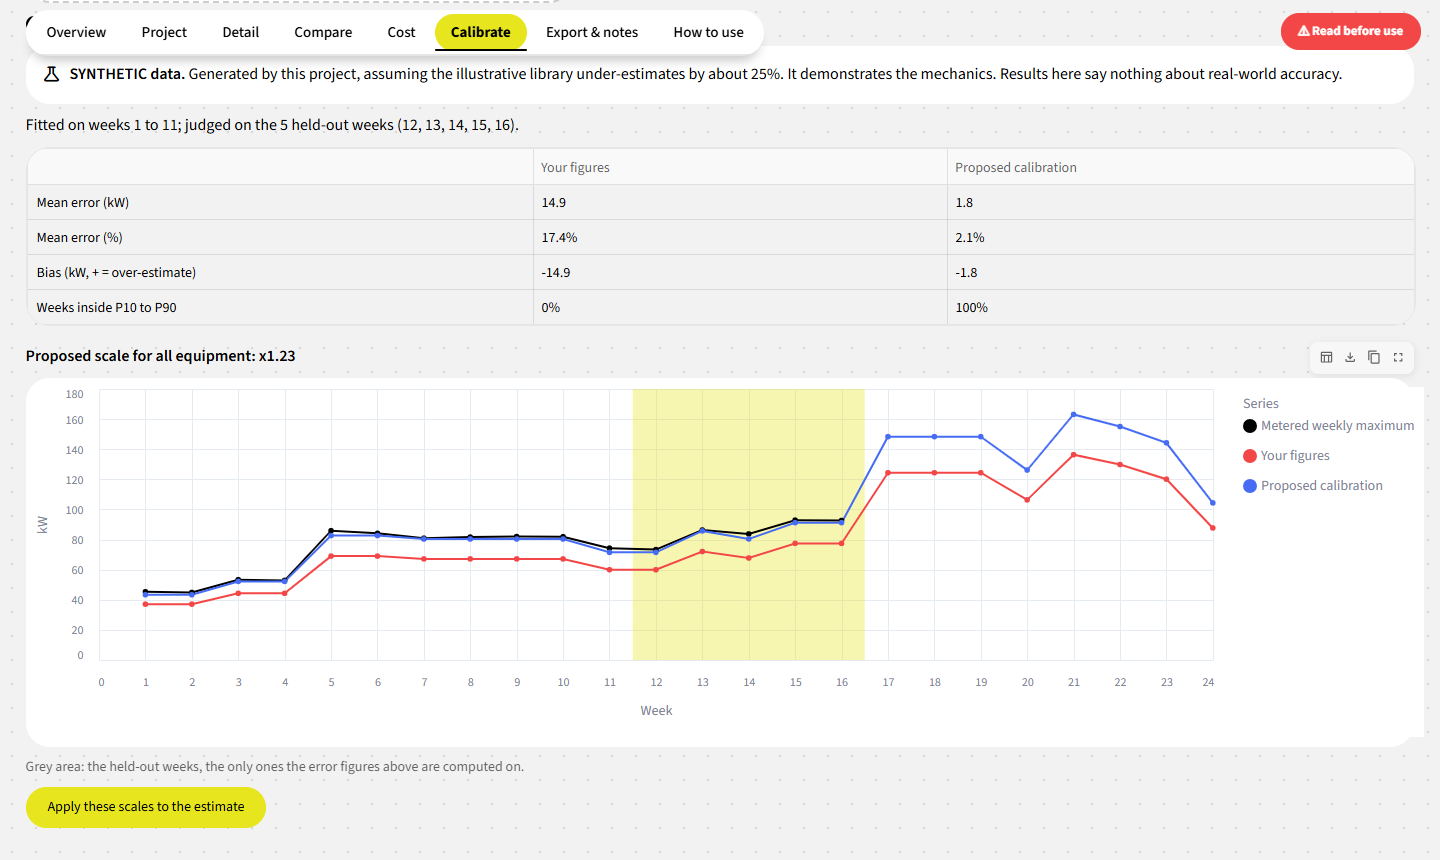 Overview Project Detail Compare Cost Calibrate Export & notes How to use
⚠ Read before use
SYNTHETIC data. Generated by this project, assuming the illustrative library under-estimates by about 25%. It demonstrates the mechanics. Results here say nothing about real-world accuracy.
Fitted on weeks 1 to 11; judged on the 5 held-out weeks (12, 13, 14, 15, 16).
Your figures Proposed calibration
Mean error (kW) 14.9 1.8
Mean error (%) 17.4% 2.1%
Bias (kW, + = over-estimate) -14.9 -1.8
Weeks inside P10 to P90 0% 100%
Proposed scale for all equipment: x1.23
180
160
140
120
100
80
60
40
20
0
kW
0 1 2 3 4 5 6 7 8 9 10 11 12 13 14 15 16 17 18 19 20 21 22 23 24
Week
Series
Metered weekly maximum
Your figures
Proposed calibration
Grey area: the held-out weeks, the only ones the error figures above are computed on.
Apply these scales to the estimate